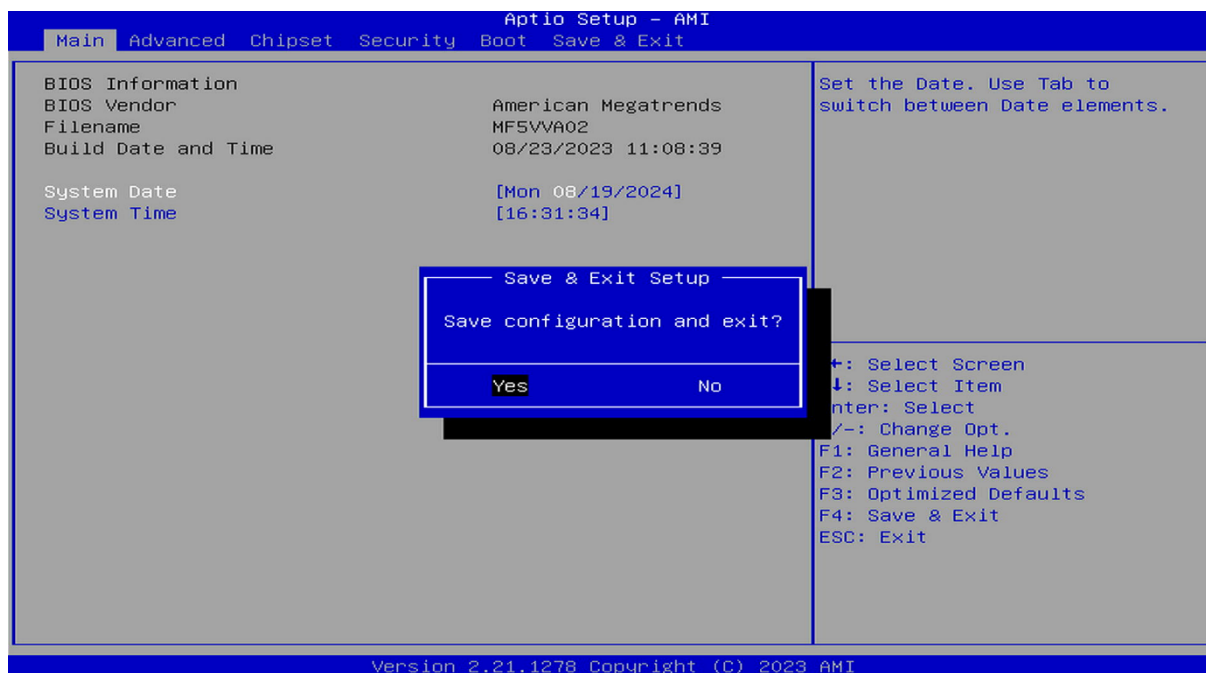 Aptio Setup – AMI
Main Advanced Chipset Security Boot Save & Exit
BIOS Information
BIOS Vendor American Megatrends
Filename MF5VVA02
Build Date and Time 08/23/2023 11:08:39
System Date [Mon 08/19/2024]
System Time [16:31:34]
Set the Date. Use Tab to
switch between Date elements.
Save & Exit Setup
Save configuration and exit?
Yes No
←: Select Screen
↓: Select Item
nter: Select
/-: Change Opt.
F1: General Help
F2: Previous Values
F3: Optimized Defaults
F4: Save & Exit
ESC: Exit
Version 2.21.1278 Copyright (C) 2023 AMI